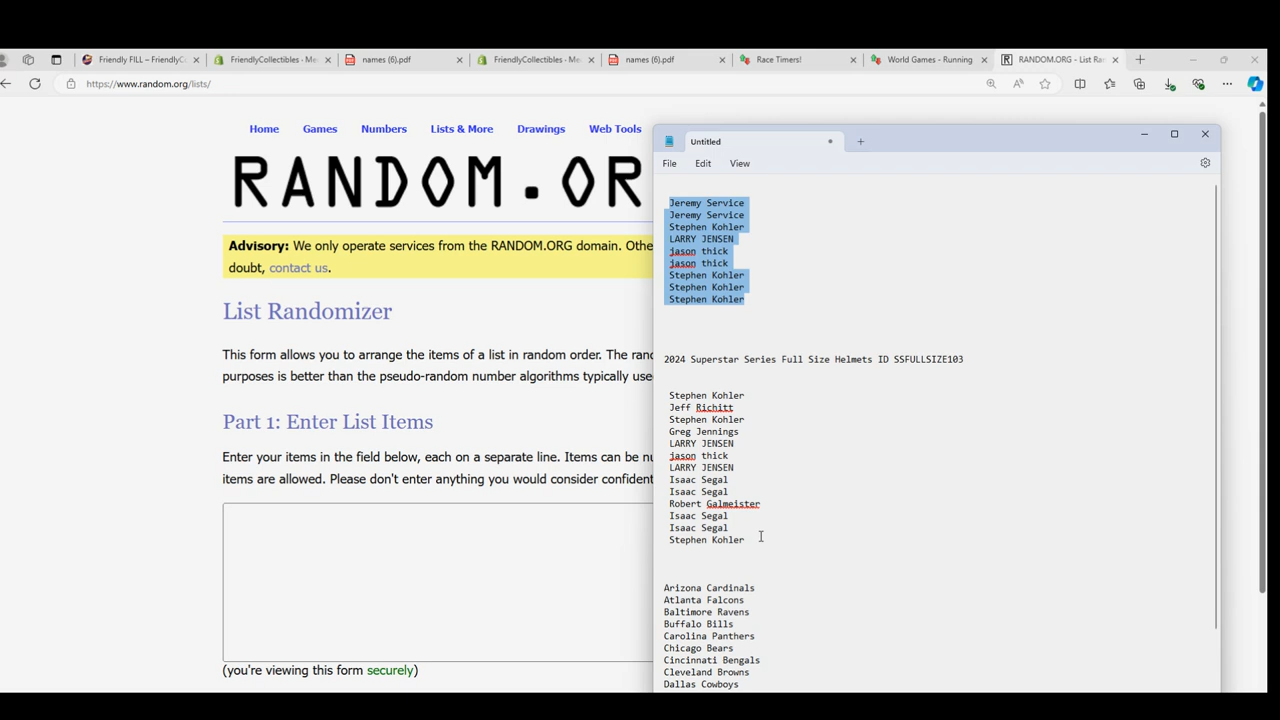 Friendly FILL – FriendlyC
FriendlyCollectibles - Me
names (6).pdf
FriendlyCollectibles - Me
names (6).pdf
Race Timers!
World Games - Running
RANDOM.ORG - List Ra
https://www.random.org/lists/
Home Games Numbers Lists & More Drawings Web Tools
RANDOM.OR
Advisory: We only operate services from the RANDOM.ORG domain. Othe
doubt, contact us.
List Randomizer
This form allows you to arrange the items of a list in random order. The ran
purposes is better than the pseudo-random number algorithms typically use
Part 1: Enter List Items
Enter your items in the field below, each on a separate line. Items can be nu
items are allowed. Please don't enter anything you would consider confident
(you're viewing this form securely)
Untitled
File Edit View
Jeremy Service
Jeremy Service
Stephen Kohler
LARRY JENSEN
jason thick
jason thick
Stephen Kohler
Stephen Kohler
Stephen Kohler
2024 Superstar Series Full Size Helmets ID SSFULLSIZE103
Stephen Kohler
Jeff Richitt
Stephen Kohler
Greg Jennings
LARRY JENSEN
jason thick
LARRY JENSEN
Isaac Segal
Isaac Segal
Robert Galmeister
Isaac Segal
Isaac Segal
Stephen Kohler
Arizona Cardinals
Atlanta Falcons
Baltimore Ravens
Buffalo Bills
Carolina Panthers
Chicago Bears
Cincinnati Bengals
Cleveland Browns
Dallas Cowboys